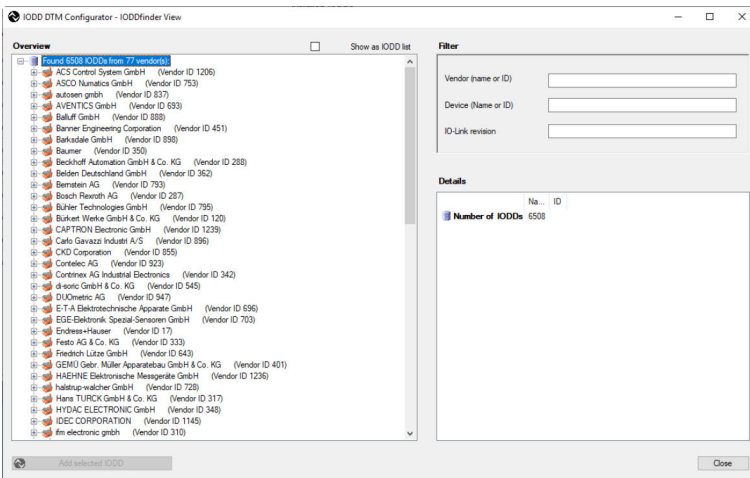 IODD DTM Configurator - IODDfinder View
Overview
Show as IODD list
Found 6508 IODDs from 77 vendor(s):
ACS Control System GmbH (Vendor ID 1206)
ASCO Numatics GmbH (Vendor ID 753)
autosen gmbh (Vendor ID 837)
AVENTICS GmbH (Vendor ID 693)
Balluff GmbH (Vendor ID 888)
Banner Engineering Corporation (Vendor ID 451)
Barksdale GmbH (Vendor ID 898)
Baumer (Vendor ID 350)
Beckhoff Automation GmbH & Co. KG (Vendor ID 288)
Belden Deutschland GmbH (Vendor ID 362)
Bernstein AG (Vendor ID 793)
Bosch Rexroth AG (Vendor ID 287)
Bühler Technologies GmbH (Vendor ID 795)
Bürkert Werke GmbH & Co. KG (Vendor ID 120)
CAPTRON Electronic GmbH (Vendor ID 1239)
Carlo Gavazzi Industri A/S (Vendor ID 896)
CKD Corporation (Vendor ID 855)
Contelec AG (Vendor ID 923)
Contrinex AG Industrial Electronics (Vendor ID 342)
di-soric GmbH & Co. KG (Vendor ID 545)
DUOmetric AG (Vendor ID 947)
E-T-A Elektrotechnische Apparate GmbH (Vendor ID 696)
EGE-Elektronik Spezial-Sensoren GmbH (Vendor ID 703)
Endress+Hauser (Vendor ID 17)
Festo AG & Co. KG (Vendor ID 333)
Friedrich Lütze GmbH (Vendor ID 643)
GEMÜ Gebr. Müller Apparatebau GmbH & Co. KG (Vendor ID 401)
HAEHNE Elektronische Messgeräte GmbH (Vendor ID 1236)
halstrup-walcher GmbH (Vendor ID 728)
Hans TURCK GmbH & Co. KG (Vendor ID 317)
HYDAC ELECTRONIC GmbH (Vendor ID 348)
IDEC CORPORATION (Vendor ID 1145)
ifm electronic gmbh (Vendor ID 310)
Add selected IODD
Filter
Vendor (name or ID)
Device (Name or ID)
IO-Link revision
Details
Na... ID
Number of IODDs 6508
Close